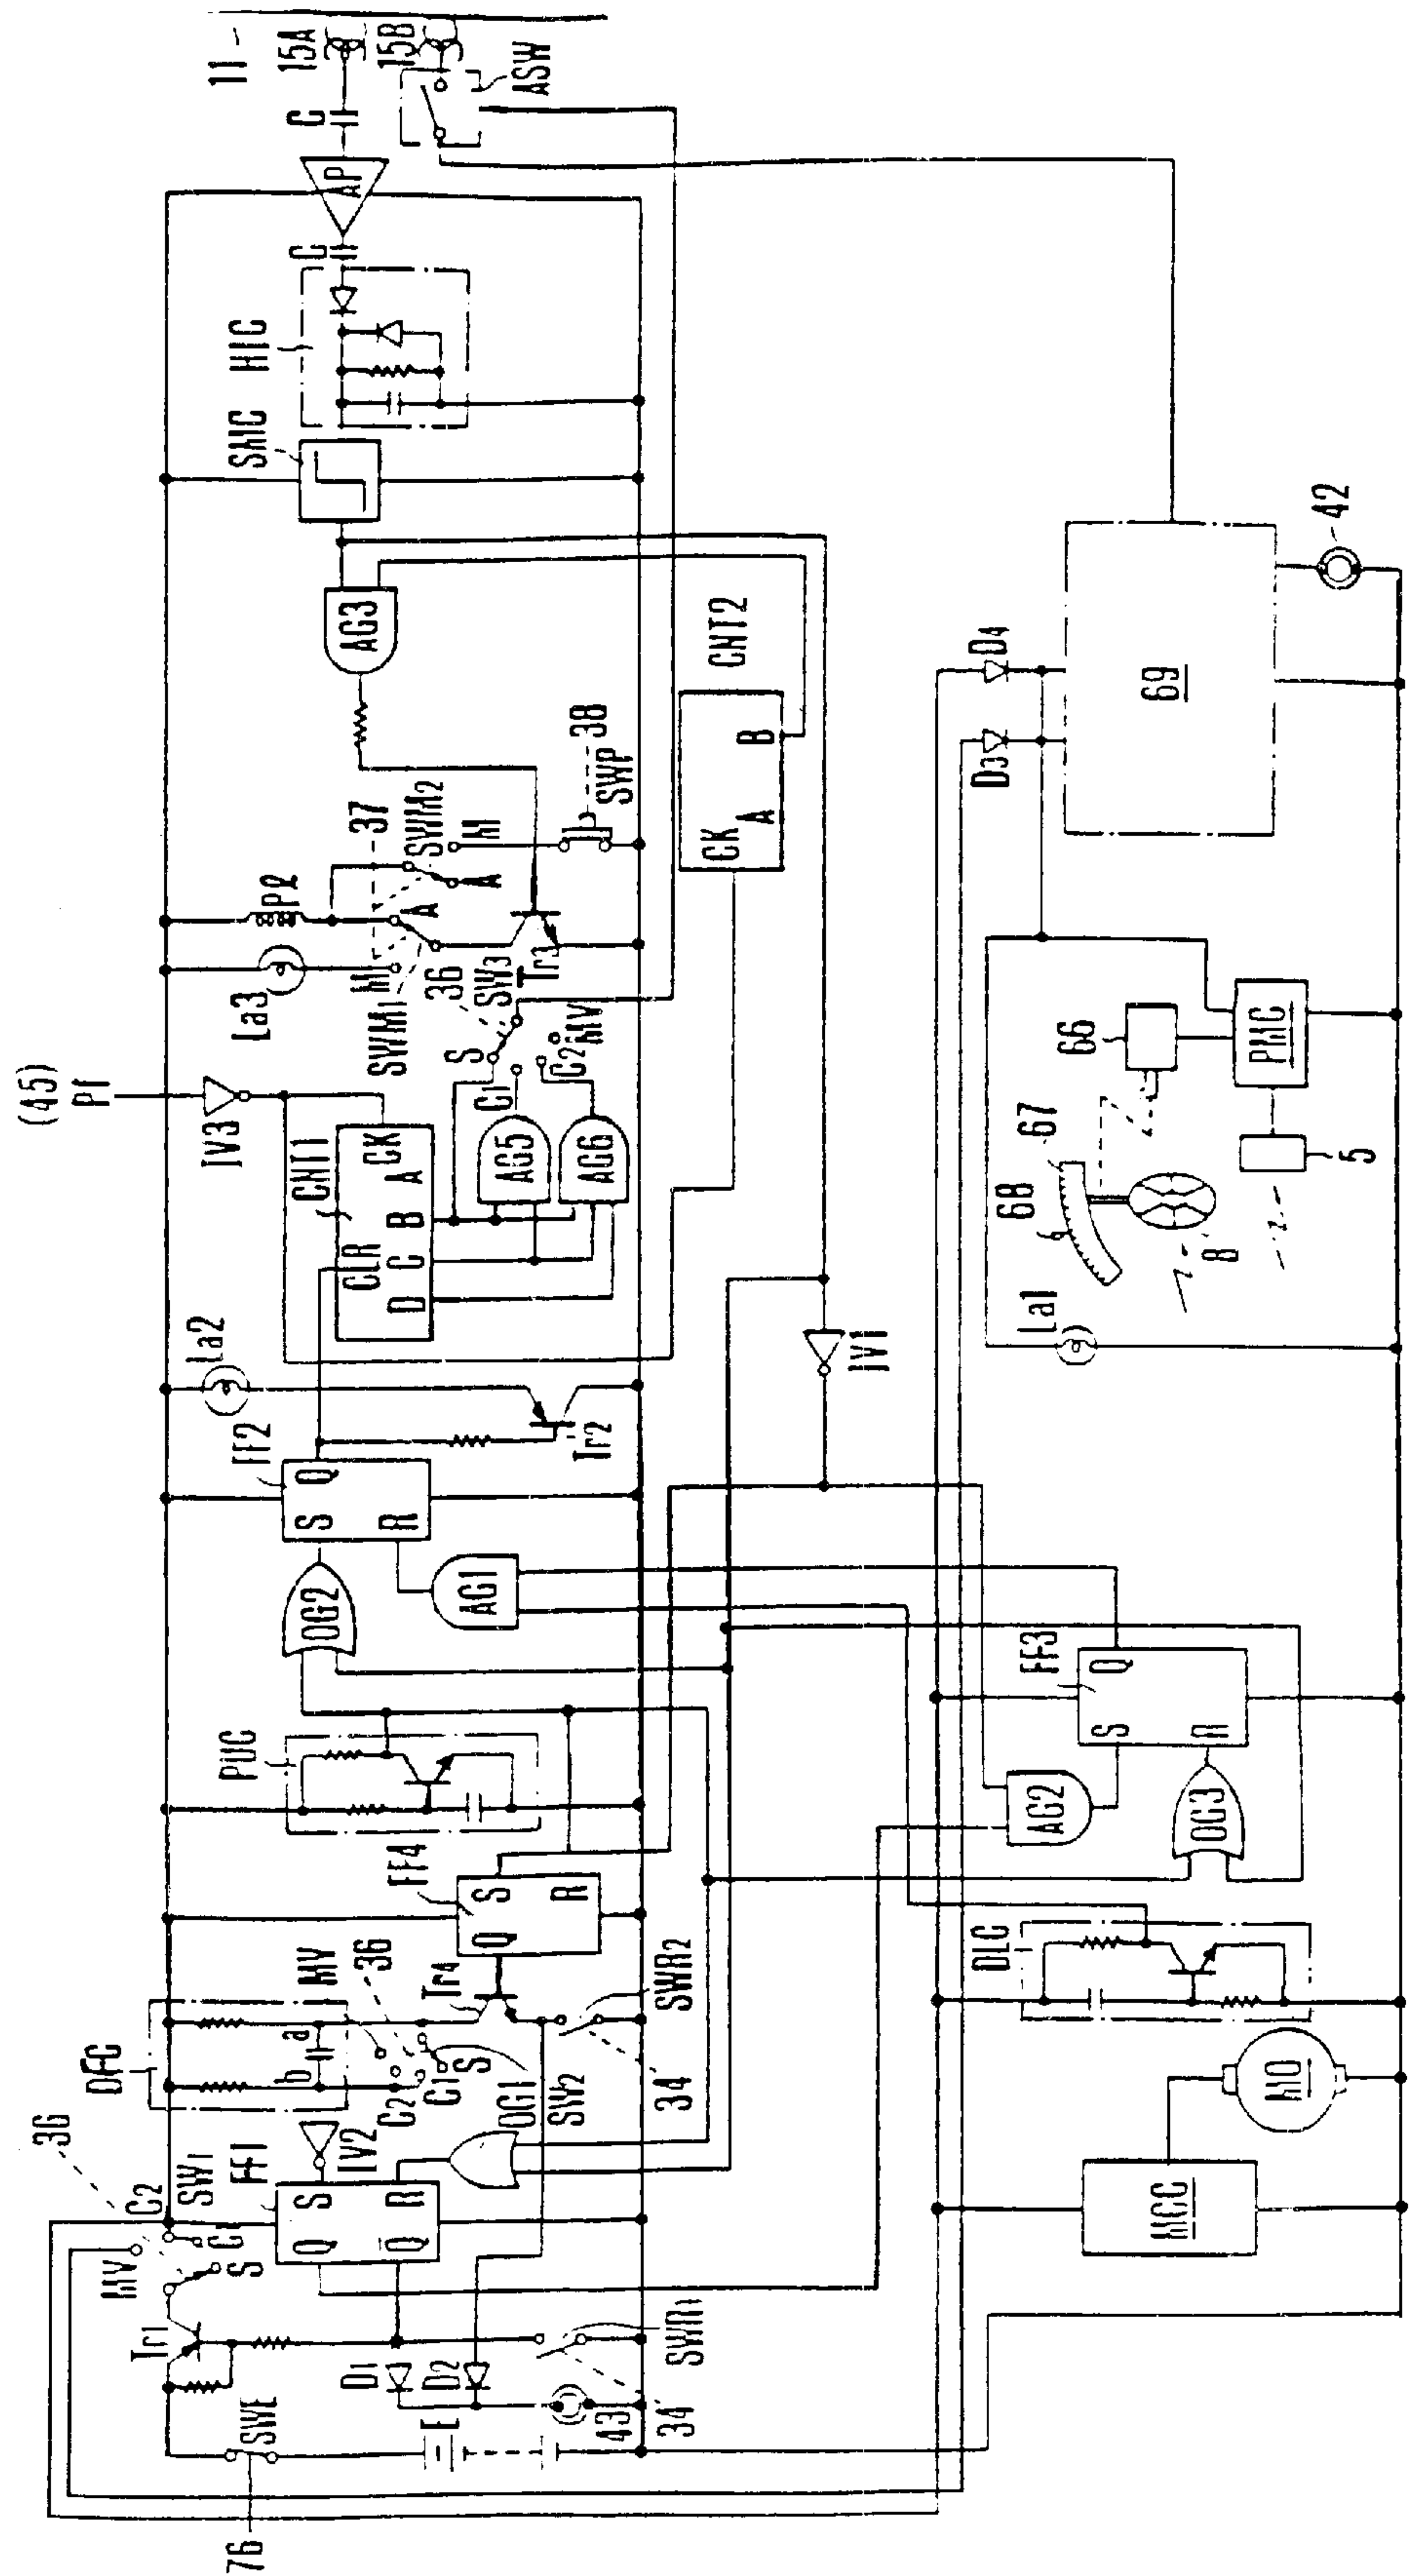 (45)
Pf
11
15A
15B
ASW
C
AP
C
HIC
SMC
AG3
CNT2
CK
A
B
38
SWP
37
SWM2
M
A
Pℓ
A
M
SWM1
La3
36
SW3
Tr3
S
C1
C2
MV
IV3
CNT1
CK
CLR
A
B
C
D
AG5
AG6
La2
FF2
S
Q
R
Tr2
OG2
AG1
IV1
PUC
FF4
S
Q
R
DFC
b
a
MV
36
Tr4
C2
C1
S
SW2
SWR2
34
36
C2
SW1
C1
S
MV
FF1
S
Q
R
Q̄
IV2
OG1
Tr1
D1
D2
SWR1
34'
43
E
SWE
76
D4
D3
69
42
66
67
68
PMC
5
8
La1
FF3
S
Q
R
AG2
OG3
DLC
MO
MCC